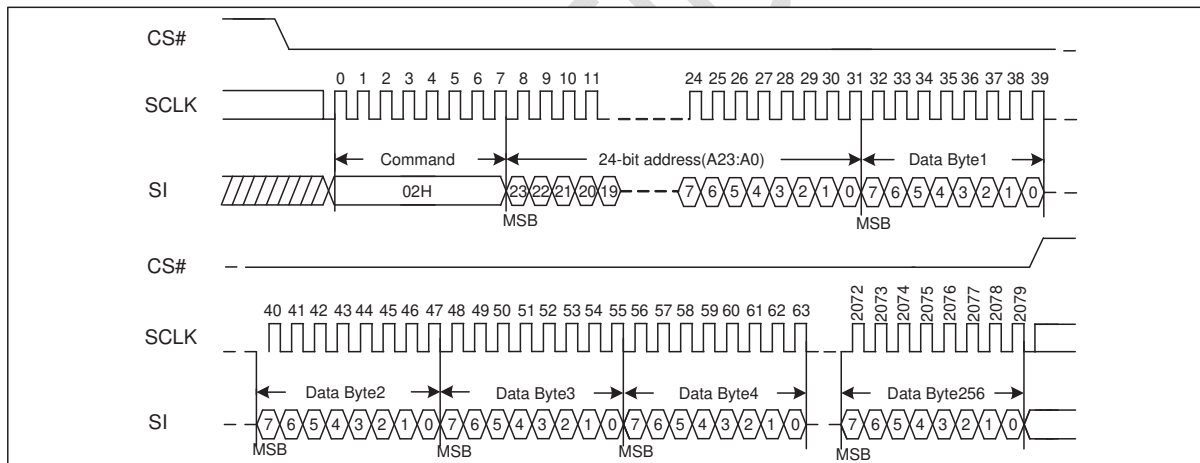 CS#
0 1 2 3 4 5 6 7 8 9 10 11 24 25 26 27 28 29 30 31 32 33 34 35 36 37 38 39
SCLK
Command 24-bit address(A23:A0) Data Byte1
SI 02H 23 22 21 20 19 7 6 5 4 3 2 1 0 7 6 5 4 3 2 1 0
MSB MSB
CS#
40 41 42 43 44 45 46 47 48 49 50 51 52 53 54 55 56 57 58 59 60 61 62 63 2072 2073 2074 2075 2076 2077 2078 2079
SCLK
Data Byte2 Data Byte3 Data Byte4 Data Byte256
SI 7 6 5 4 3 2 1 0 7 6 5 4 3 2 1 0 7 6 5 4 3 2 1 0 7 6 5 4 3 2 1 0
MSB MSB MSB MSB